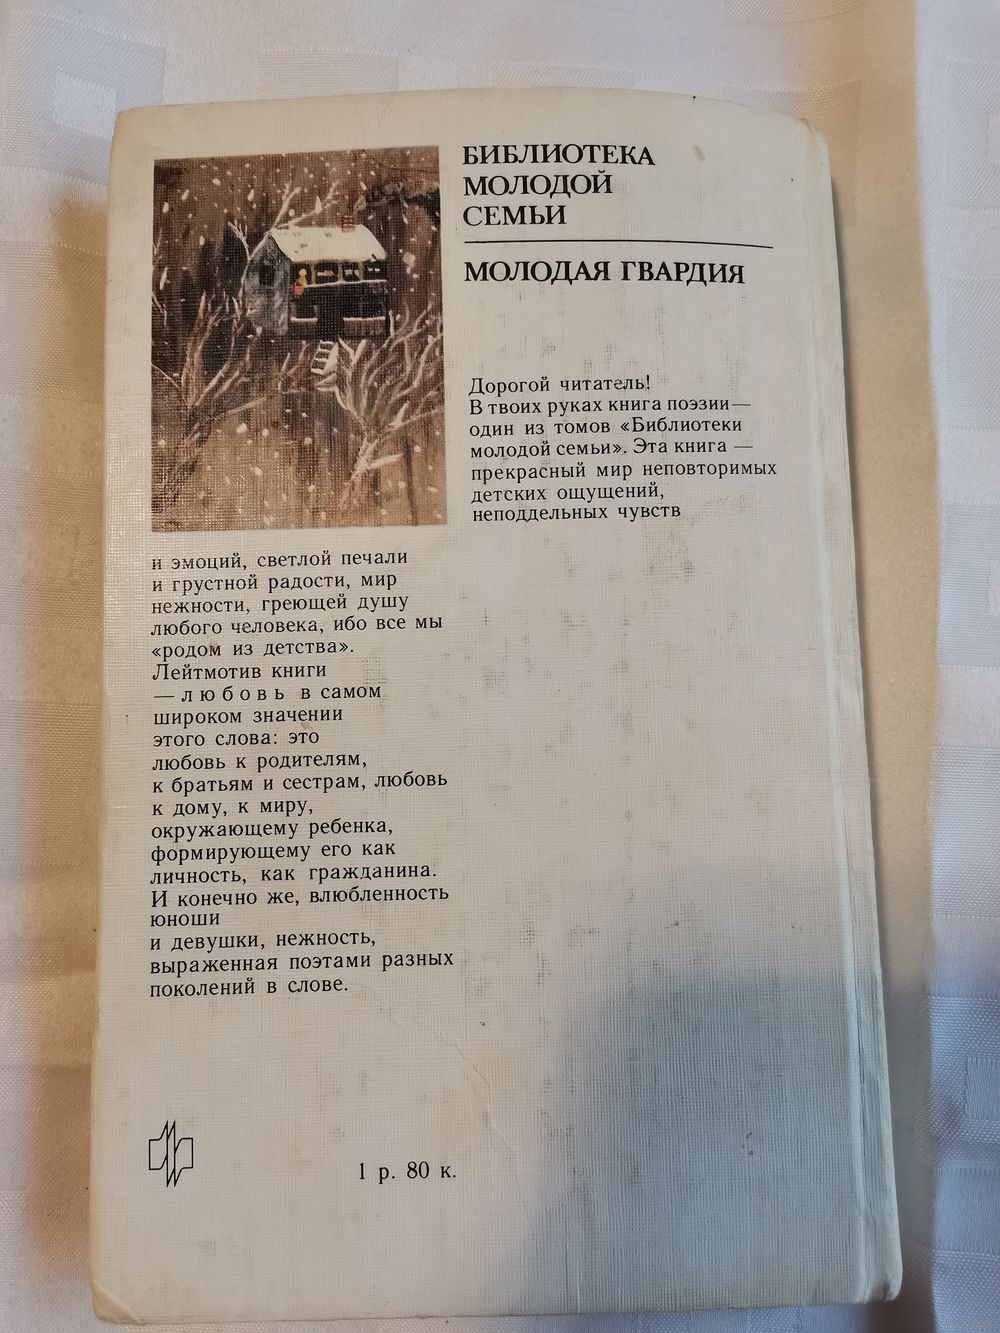 БИБЛИОТЕКА
МОЛОДОЙ
СЕМЬИ
МОЛОДАЯ ГВАРДИЯ
Дорогой читатель!
В твоих руках книга поэзии—
один из томов «Библиотеки
молодой семьи». Эта книга —
прекрасный мир неповторимых
детских ощущений,
неподдельных чувств
и эмоций, светлой печали
и грустной радости, мир
нежности, греющей душу
любого человека, ибо все мы
«родом из детства».
Лейтмотив книги
— л ю б о в ь в самом
широком значении
этого слова: это
любовь к родителям,
к братьям и сестрам, любовь
к дому, к миру,
окружающему ребенка,
формирующему его как
личность, как гражданина.
И конечно же, влюбленность
юноши
и девушки, нежность,
выраженная поэтами разных
поколений в слове.
1 р. 80 к.